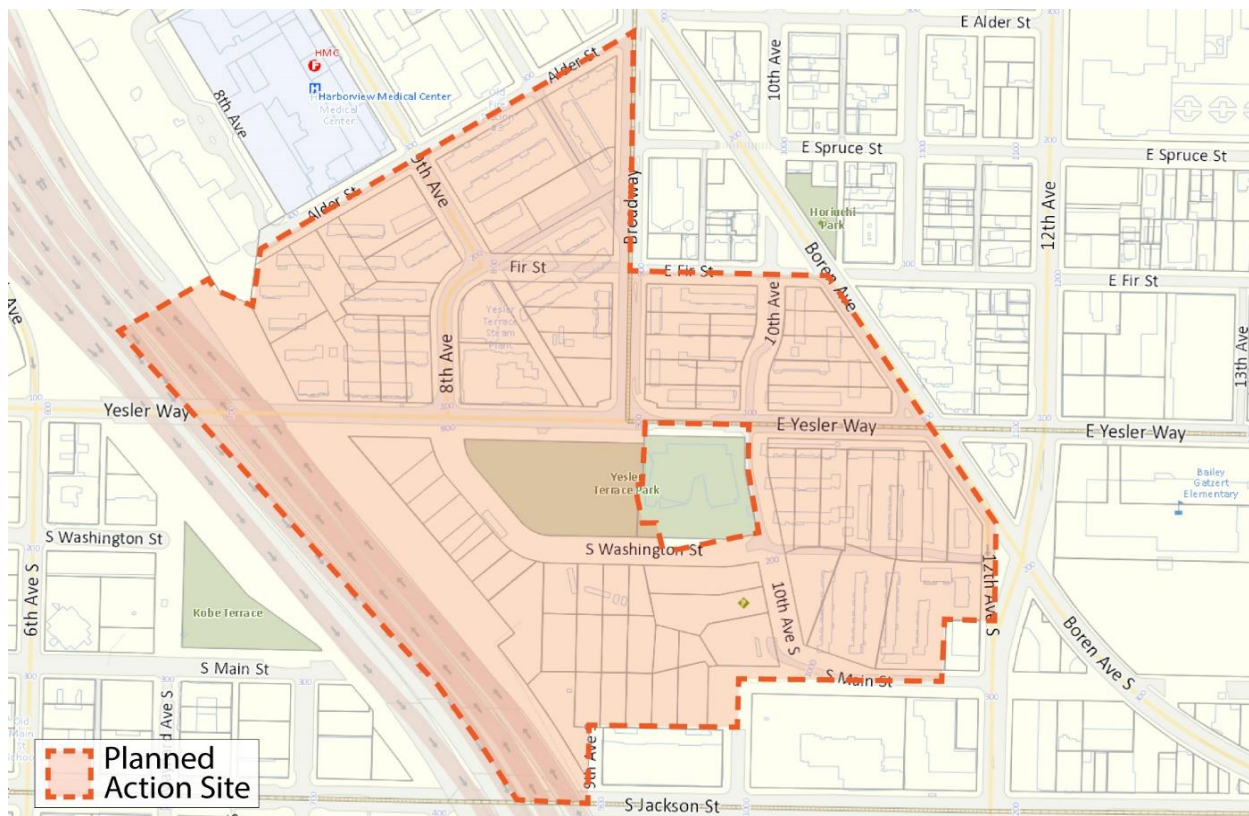 E Alder St
HMC
F
H Harborview Medical Center
Medical
Center
8th Ave
Alder St
10th Ave
E Spruce St
E Spruce St
9th Ave
Alder St
Broadway
Horiuchi
Park
12th Ave
Boren Ave
Fir St
E Fir St
E Fir St
10th Ave
Yesler
Terrace
Steam
Plant
8th Ave
13th Ave
Ave
Yesler Way
E Yesler Way
E Yesler Way
Yesler
Terrace Park
Bailey
Gatzert
Elementary
S Washington St
S Washington St
10th Ave S
12th Ave S
6th Ave S
Kobe Terrace
S Main St
S Main St
Boren Ave S
9th Ave S
Planned
Action Site
S Jackson St